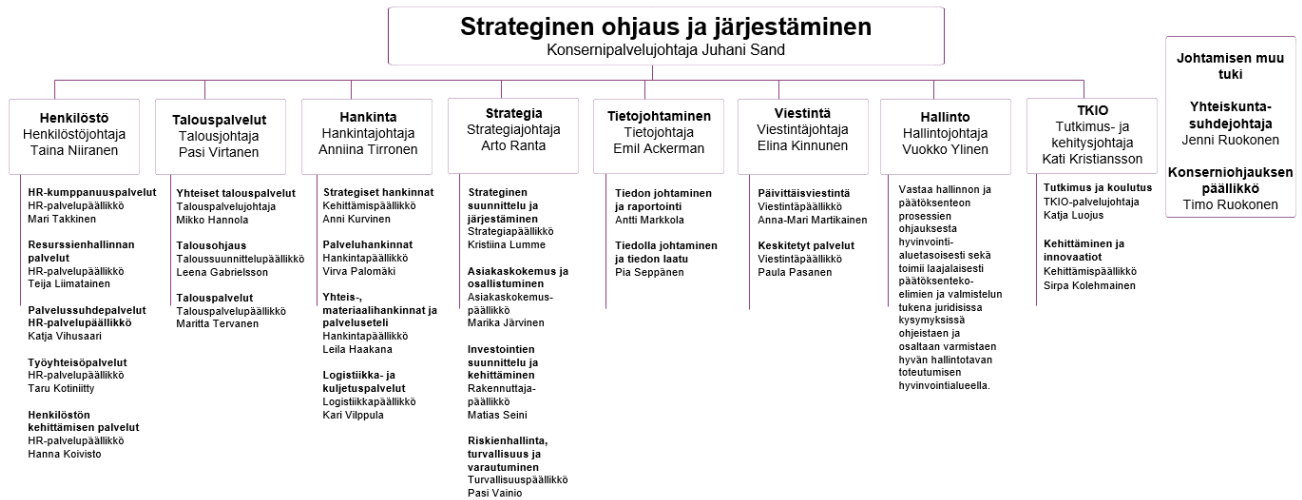 Strateginen ohjaus ja järjestäminen
Konsernipalvelujohtaja Juhani Sand
Henkilöstö
Henkilöstöjohtaja
Taina Niiranen
HR-kumppanuuspalvelut
HR-palvelupäällikkö
Mari Takkinen
Resurssienhallinnan
palvelut
HR-palvelupäällikkö
Teija Liimatainen
Palvelussuhdepalvelut
HR-palvelupäällikkö
Katja Vihusaari
Työyhteisöpalvelut
HR-palvelupäällikkö
Taru Kotiniitty
Henkilöstön
kehittämisen palvelut
HR-palvelupäällikkö
Hanna Koivisto
Talouspalvelut
Talousjohtaja
Pasi Virtanen
Yhteiset talouspalvelut
Talouspalvelujohtaja
Mikko Hannola
Talousohjaus
Taloussuunnittelupäällikkö
Leena Gabrielsson
Talouspalvelut
Talouspalvelupäällikkö
Maritta Tervanen
Hankinta
Hankintajohtaja
Anniina Tirronen
Strategiset hankinnat
Kehittämispäällikkö
Anni Kurvinen
Palveluhankinnat
Hankintapäällikkö
Virva Palomäki
Yhteis-,
materiaalihankinnat ja
palveluseteli
Hankintapäällikkö
Leila Haakana
Logistiikka- ja
kuljetuspalvelut
Logistiikkapäällikkö
Kari Vilppula
Strategia
Strategiajohtaja
Arto Ranta
Strateginen
suunnittelu ja
järjestäminen
Strategiapäällikkö
Kristiina Lumme
Asiakaskokemus ja
osallistuminen
Asiakaskokemus-
päällikkö
Marika Järvinen
Investointien
suunnittelu ja
kehittäminen
Rakennuttaja-
päällikkö
Matias Seini
Riskienhallinta,
turvallisuus ja
varautuminen
Turvallisuuspäällikkö
Pasi Vainio
Tietojohtaminen
Tietojohtaja
Emil Ackerman
Tiedon johtaminen
ja raportointi
Antti Markkola
Tiedolla johtaminen
ja tiedon laatu
Pia Seppänen
Viestintä
Viestintäjohtaja
Elina Kinnunen
Päivittäisviestintä
Viestintäpäällikkö
Anna-Mari Martikainen
Keskitetyt palvelut
Viestintäpäällikkö
Paula Pasanen
Hallinto
Hallintojohtaja
Vuokko Ylinen
Vastaa hallinnon ja
päätöksenteon
prosessien
ohjauksesta
hyvinvointi-
aluetasoisesti sekä
toimii laajalaisesti
päätöksenteko-
elimien ja valmistelun
tukena juridisissa
kysymyksissä
ohjeistaen ja
osaltaan varmistaen
hyvän hallintotavan
toteutumisen
hyvinvointialueella.
TKIO
Tutkimus- ja
kehitysjohtaja
Kati Kristiansson
Tutkimus ja koulutus
TKIO-palvelujohtaja
Katja Luojus
Kehittäminen ja
innovaatiot
Kehittämispäällikkö
Sirpa Kolehmainen
Johtamisen muu
tuki
Yhteiskunta-
suhdejohtaja
Jenni Ruokonen
Konserniohjauksen
päällikkö
Timo Ruokonen